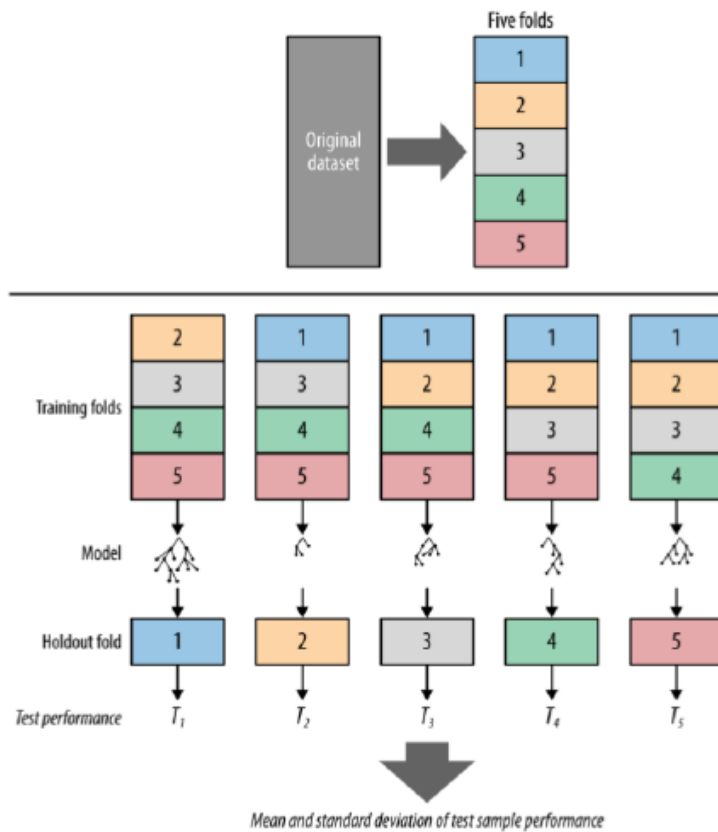 Five folds
1
2
Original
dataset
3
4
5
2 1 1 1 1
3 3 2 2 2
Training folds
4 4 4 3 3
5 5 5 5 4
Model
Holdout fold 1 2 3 4 5
Test performance T1 T2 T3 T4 T5
Mean and standard deviation of test sample performance